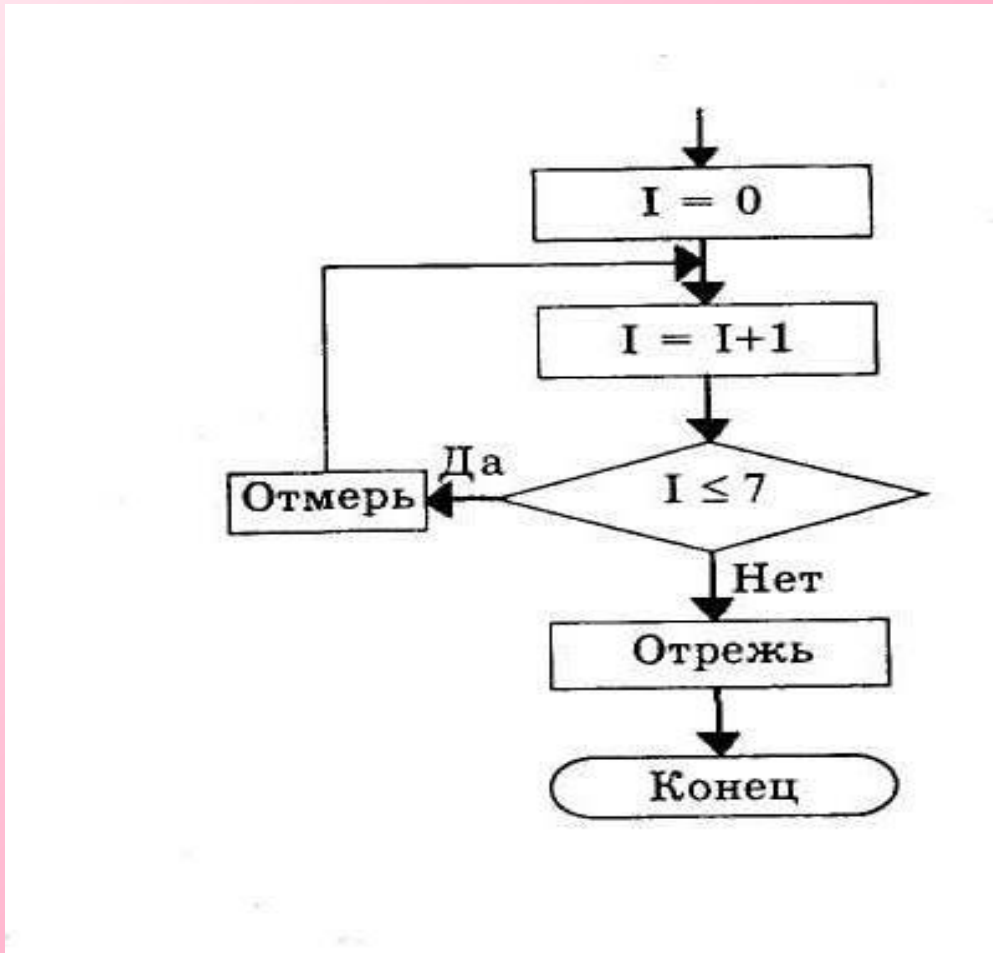 I = 0
I = I+1
Да
I ≤ 7
Отмерь
Нет
Отрежь
Конец